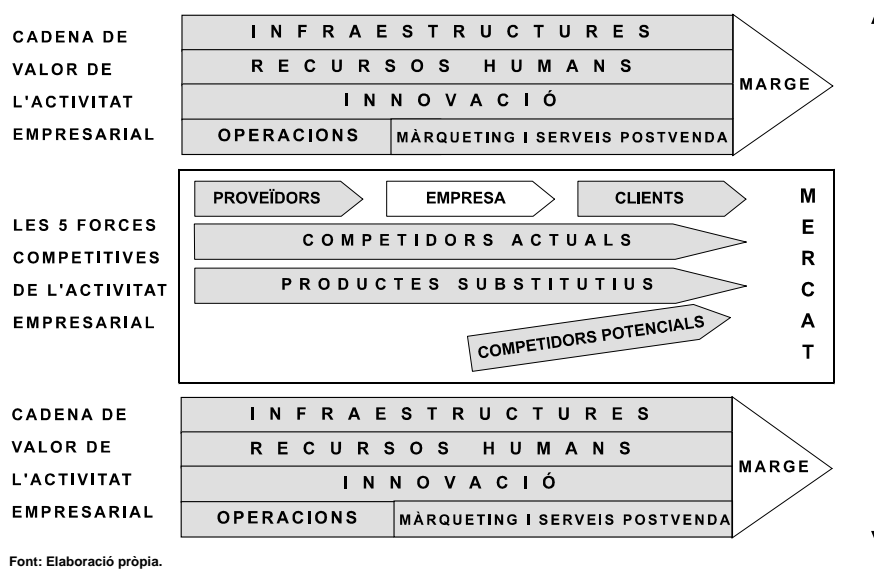 CADENA DE
VALOR DE
L'ACTIVITAT
EMPRESARIAL
INFRAESTRUCTURES
RECURSOS HUMANS
INNOVACIÓ
OPERACIONS
MÀRQUETING I SERVEIS POSTVENDA
MARGE
LES 5 FORCES
COMPETITIVES
DE L'ACTIVITAT
EMPRESARIAL
PROVEÏDORS
EMPRESA
CLIENTS
COMPETIDORS ACTUALS
PRODUCTES SUBSTITUTIUS
COMPETIDORS POTENCIALS
MERCAT
CADENA DE
VALOR DE
L'ACTIVITAT
EMPRESARIAL
INFRAESTRUCTURES
RECURSOS HUMANS
INNOVACIÓ
OPERACIONS
MÀRQUETING I SERVEIS POSTVENDA
MARGE
Font: Elaboració pròpia.